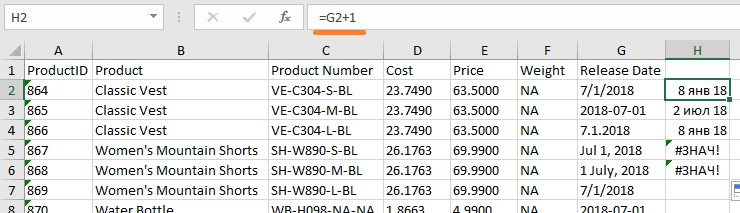 H2 fx =G2+1
A B C D E F G H
1 ProductID Product Product Number Cost Price Weight Release Date
2 864 Classic Vest VE-C304-S-BL 23.7490 63.5000 NA 7/1/2018 8 янв 18
3 865 Classic Vest VE-C304-M-BL 23.7490 63.5000 NA 2018-07-01 2 июл 18
4 866 Classic Vest VE-C304-L-BL 23.7490 63.5000 NA 7.1.2018 8 янв 18
5 867 Women's Mountain Shorts SH-W890-S-BL 26.1763 69.9900 NA Jul 1, 2018 #ЗНАЧ!
6 868 Women's Mountain Shorts SH-W890-M-BL 26.1763 69.9900 NA 1 July, 2018 #ЗНАЧ!
7 869 Women's Mountain Shorts SH-W890-L-BL 26.1763 69.9900 NA 7/1/2018
8 870 Water Bottle WB-H098-NA-NA 1.8663 4.9900 NA 2018-07-01